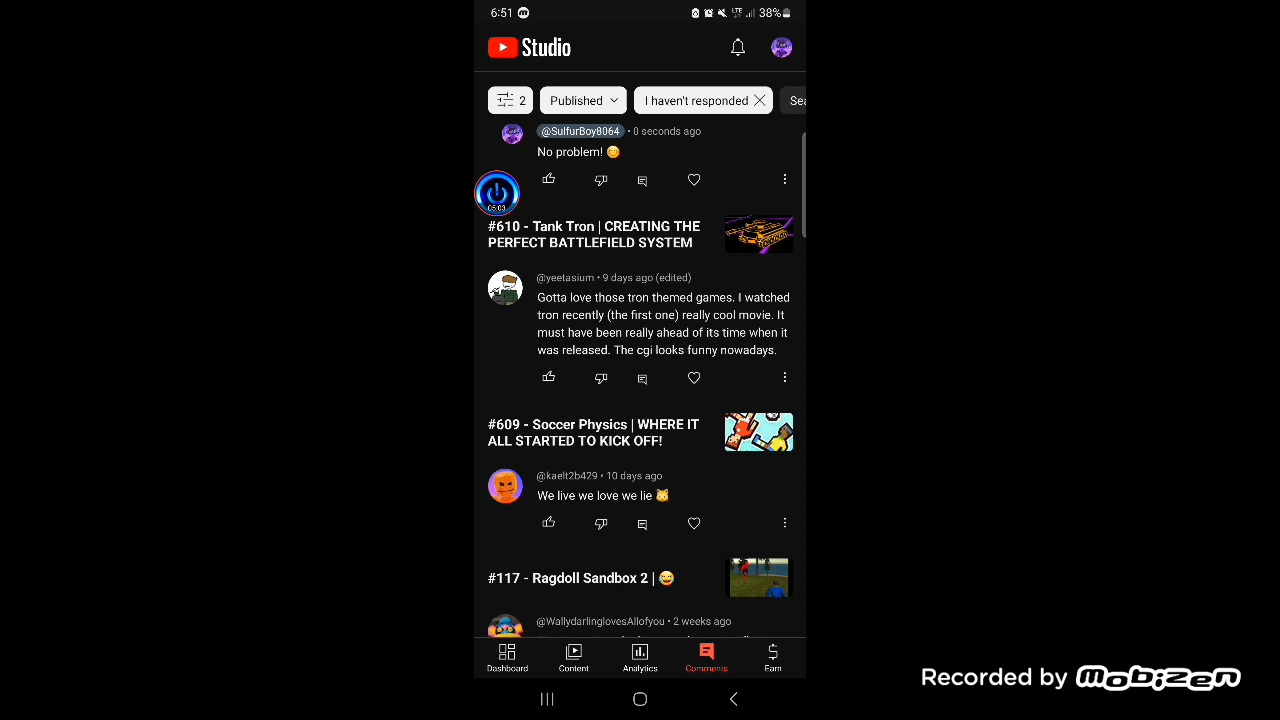 6:51
LTE
38%
Studio
2
Published
I haven't responded
Sea
@SulfurBoy8064 • 0 seconds ago
No problem! 😊
05:03
#610 - Tank Tron | CREATING THE
PERFECT BATTLEFIELD SYSTEM
@yeetasium • 9 days ago (edited)
Gotta love those tron themed games. I watched
tron recently (the first one) really cool movie. It
must have been really ahead of its time when it
was released. The cgi looks funny nowadays.
#609 - Soccer Physics | WHERE IT
ALL STARTED TO KICK OFF!
@kaelt2b429 • 10 days ago
We live we love we lie 😺
#117 - Ragdoll Sandbox 2 | 😅
@WallydarlinglovesAllofyou • 2 weeks ago
Dashboard
Content
Analytics
Comments
Earn
Recorded by mobizen